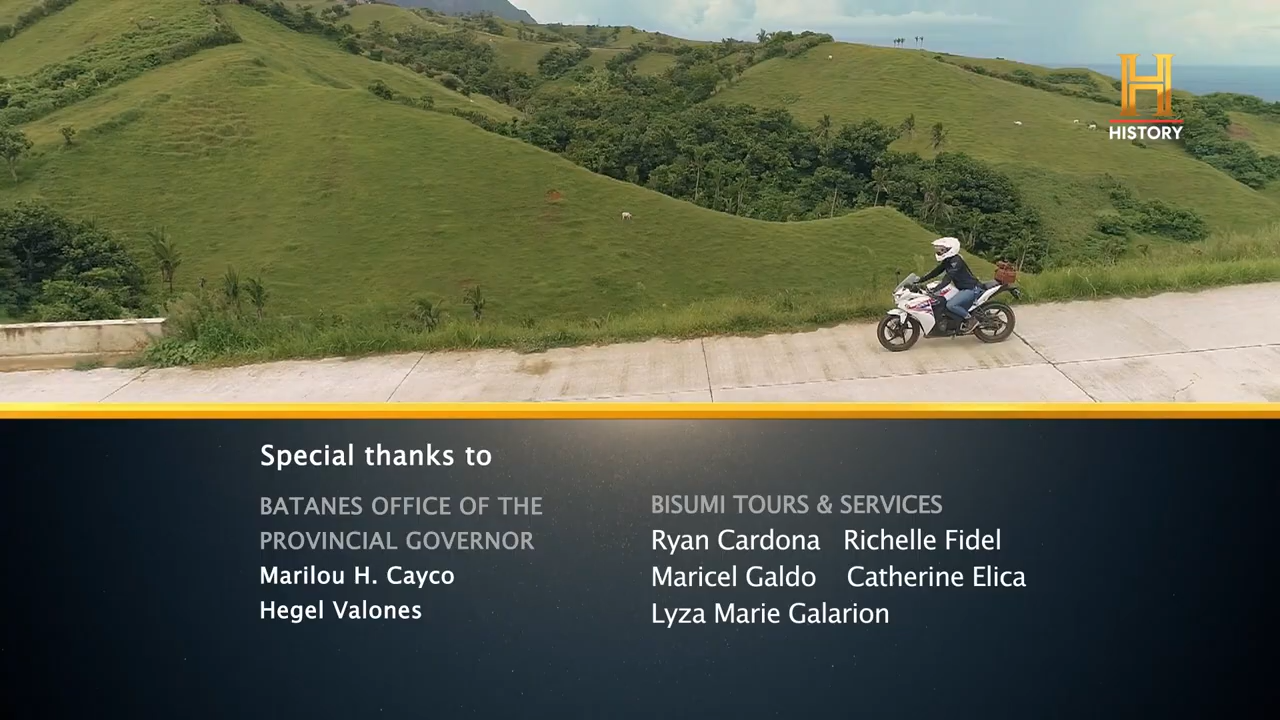 H
HISTORY
Special thanks to
BATANES OFFICE OF THE
PROVINCIAL GOVERNOR
Marilou H. Cayco
Hegel Valones
BISUMI TOURS & SERVICES
Ryan Cardona Richelle Fidel
Maricel Galdo Catherine Elica
Lyza Marie Galarion